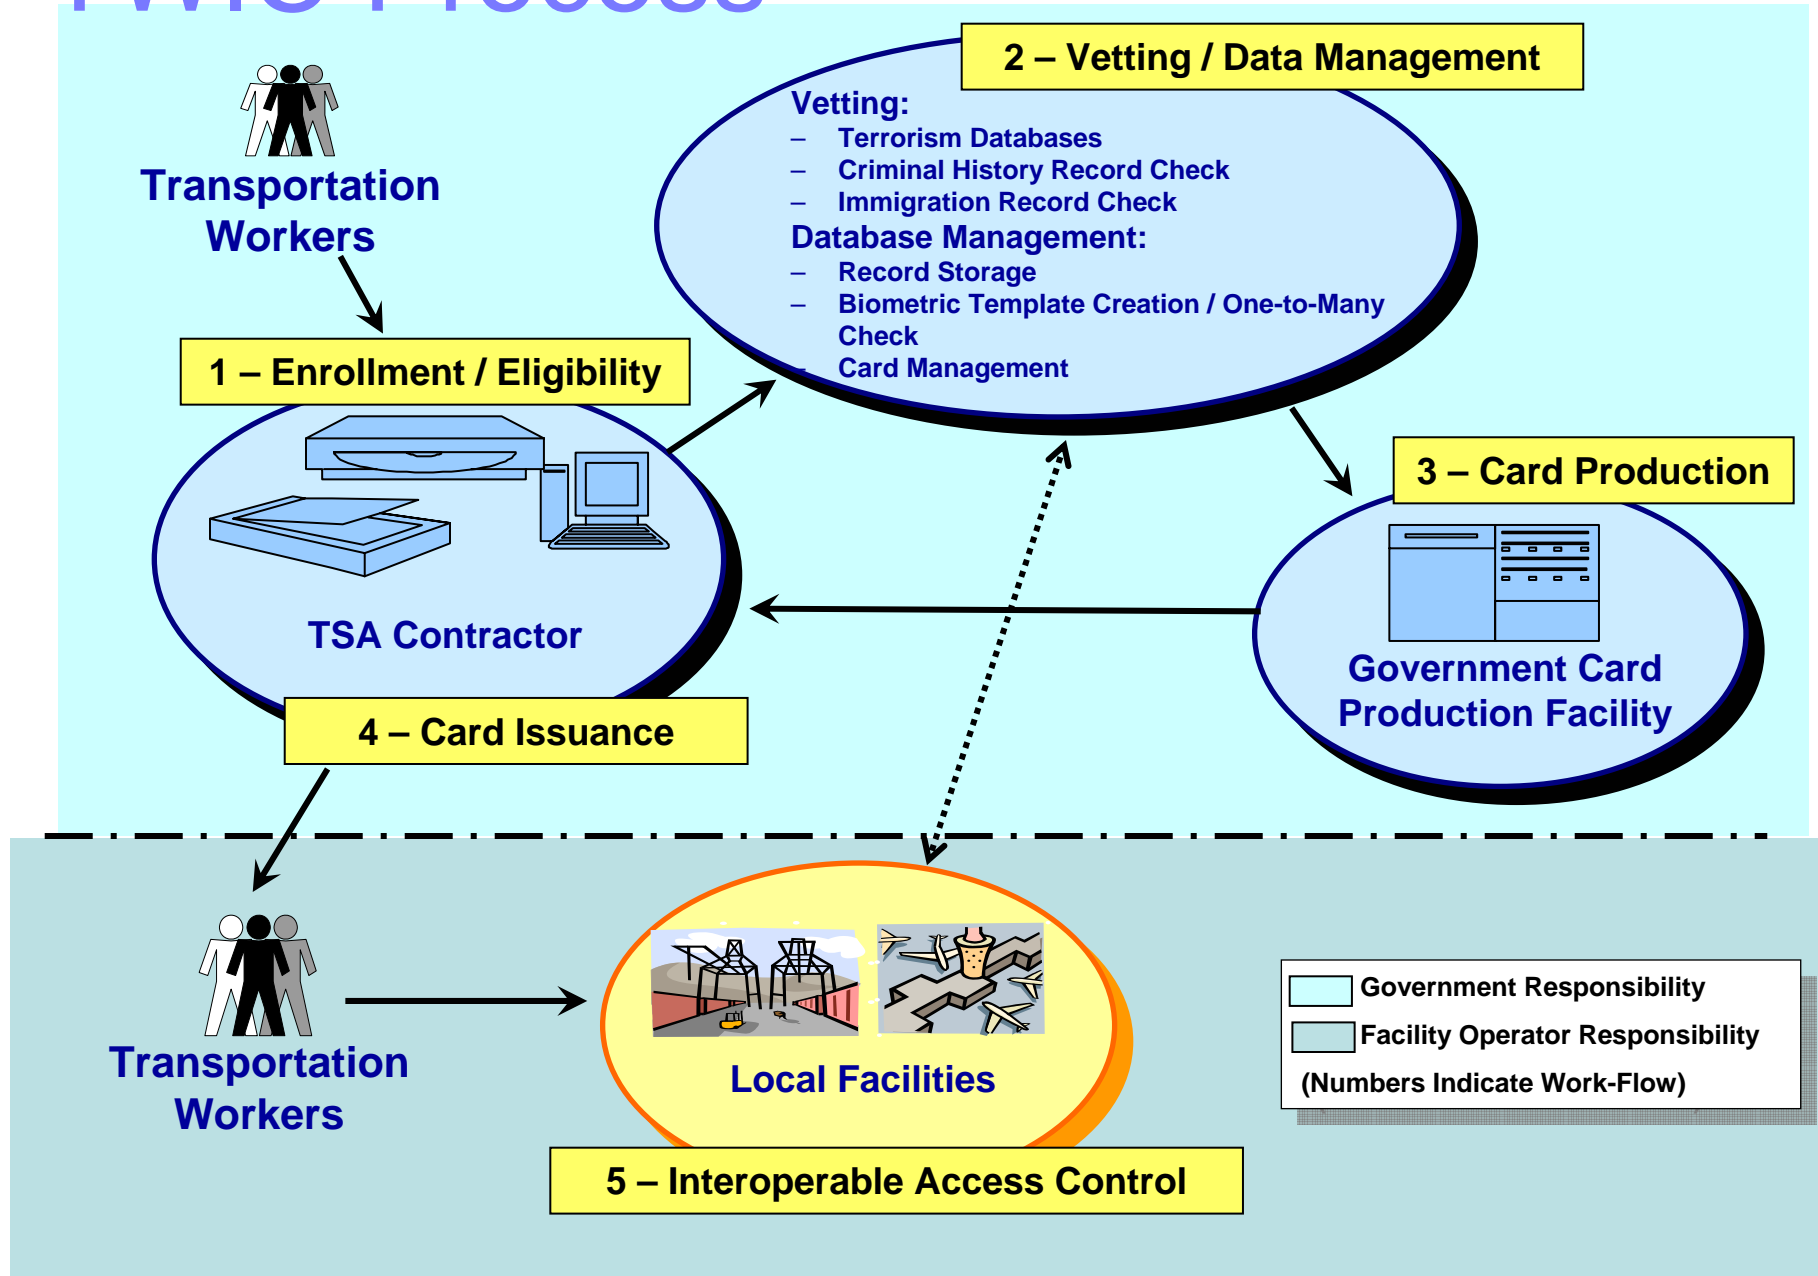 TWIC Process
2 – Vetting / Data Management
Vetting:
– Terrorism Databases
– Criminal History Record Check
– Immigration Record Check
Database Management:
– Record Storage
– Biometric Template Creation / One-to-Many
Check
– Card Management
Transportation
Workers
1 – Enrollment / Eligibility
TSA Contractor
3 – Card Production
Government Card
Production Facility
4 – Card Issuance
Transportation
Workers
Local Facilities
5 – Interoperable Access Control
Government Responsibility
Facility Operator Responsibility
(Numbers Indicate Work-Flow)